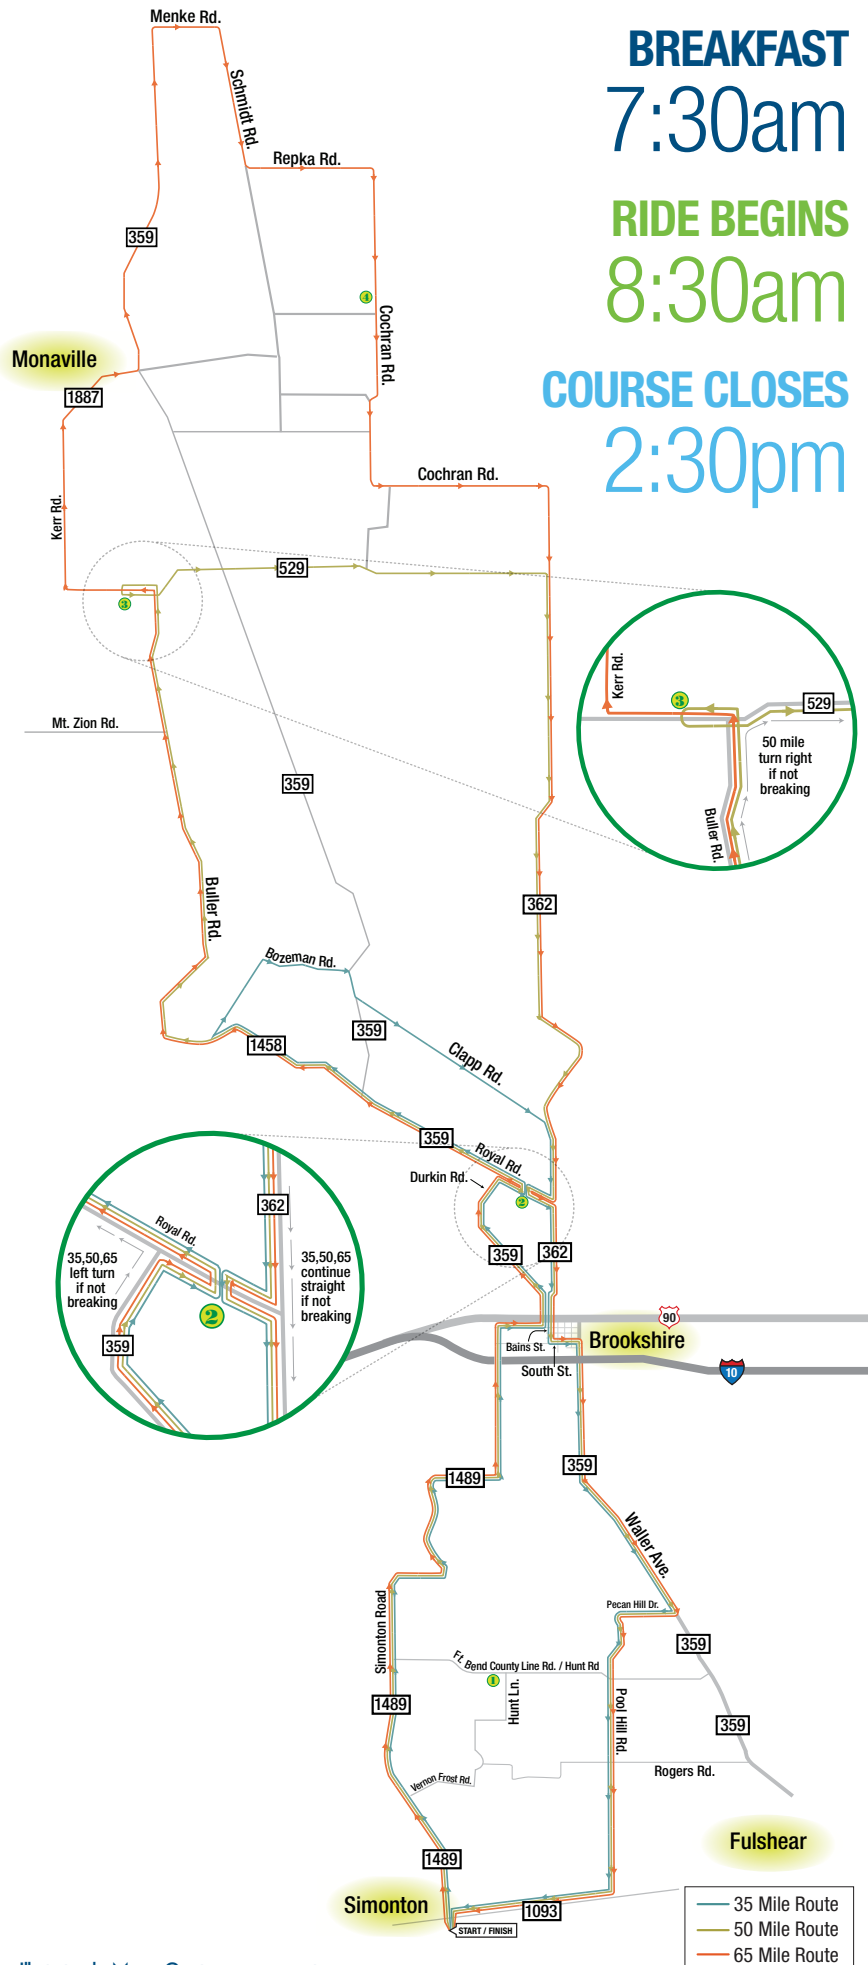 Menke Rd.
BREAKFAST
7:30am
Schmidt Rd.
Repka Rd.
RIDE BEGINS
8:30am
359
4
Cochran Rd.
Monaville
1887
COURSE CLOSES
2:30pm
Cochran Rd.
Kerr Rd.
529
3
Kerr Rd.
3
529
50 mile
turn right
if not
breaking
Buller Rd.
Mt. Zion Rd.
359
Buller Rd.
362
Bozeman Rd.
359
1458
Clapp Rd.
359
Royal Rd.
Durkin Rd.
2
362
Royal Rd.
35,50,65
left turn
if not
breaking
35,50,65
continue
straight
if not
breaking
2
359
359
362
90
Brookshire
Bains St.
South St.
10
1489
359
Waller Ave.
Simonton Road
Pecan Hill Dr.
359
Ft. Bend County Line Rd. / Hunt Rd
1
Hunt Ln.
1489
Pool Hill Rd.
359
Rogers Rd.
Vernon Frost Rd.
Fulshear
1489
Simonton
1093
START / FINISH
35 Mile Route
50 Mile Route
65 Mile Route